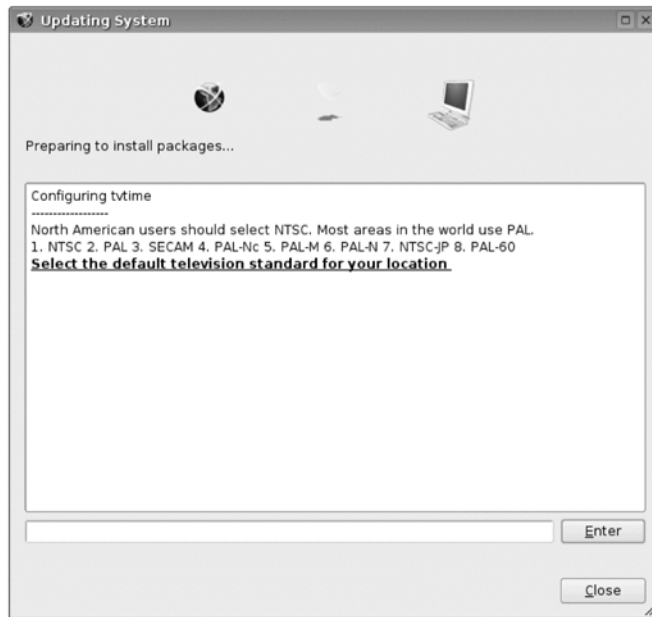 Updating System
Preparing to install packages...
Configuring tvtime
------------------
North American users should select NTSC. Most areas in the world use PAL.
1. NTSC 2. PAL 3. SECAM 4. PAL-Nc 5. PAL-M 6. PAL-N 7. NTSC-JP 8. PAL-60
Select the default television standard for your location
Enter
Close